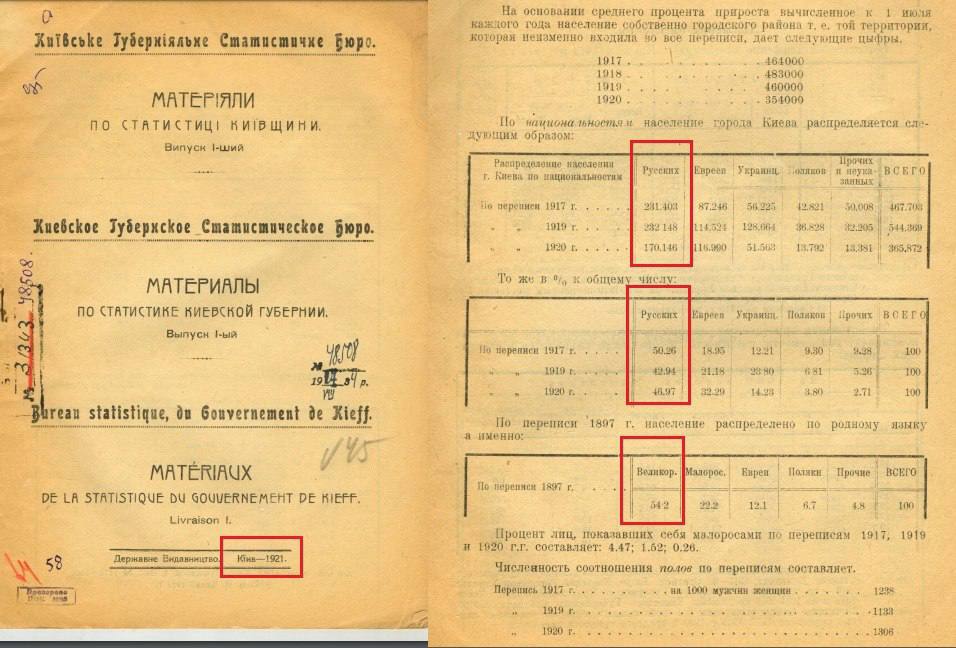 Київське Губерніяльне Статистичне Бюро.
МАТЕРІЯЛИ
ПО СТАТИСТИЦІ КИІВЩИНИ.
Випуск І-ший
Киевское Губернское Статистическое Бюро.
МАТЕРИАЛЫ
ПО СТАТИСТИКЕ КИЕВСКОЙ ГУБЕРНИИ.
Выпуск І-ый
№ 48508
Bureau statistique, du Gouvernement de Kieff.
MATÉRIAUX
DE LA STATISTIQUE DU GOUVERNEMENT DE KIEFF.
Livraison I.
Державне Видавництво. Київ—1921.
58
48508.
На основании среднего процента прироста вычисленное к 1 июля
каждого года население собственно городского района т. е. той территории,
которая неизменно входила во все переписи, дает следующие цыфры.
1917 . . . . . . . . . . . 464000
1918 . . . . . . . . . . . 483000
1919 . . . . . . . . . . . 460000
1920 . . . . . . . . . . . 354000
По национальностям население города Киева распределяется сле-
дующим образом:
Распределение населения г. Киева по национальностям Русских Евреев Украинц. Поляков Прочих и неука- занных ВСЕГО
По переписи 1917 г. . . . . . 231.403 87.246 56.225 42.821 50,008 467.703
„ „ 1919 г. . . . . . 232 148 114,524 128,664 36.828 32.205 544,369
„ „ 1920 г. . . . . . 170,146 116.990 51.563 13.792 13,381 365,872
То же в % к общему числу:
Русских Евреев Украинц. Поляков Прочих ВСЕГО
По переписи 1917 г. . . . . 50.26 18.95 12.21 9.30 9.28 100
„ „ 1919 г. . . . . 42.94 21.18 23 80 6 81 5.26 100
„ „ 1920 г. . . . . 46.97 32.29 14.23 3.80 2.71 100
По переписи 1897 г. население распределено по родному языку
а именно:
Великор. Малорос. Евреи Поляки Прочие ВСЕГО
По переписи 1897 г. . . . . 54·2 22.2 12.1 6.7 4.8 100
Процент лиц, показавших себя малоросами по переписям 1917, 1919
и 1920 г.г. составляет: 4.47; 1.52; 0.26.
Численность соотношения полов по переписям составляет.
Перепись 1917 г. . . . . . . . на 1000 мужчин женщин . . . . . 1238
„ 1919 г. . . . . . . . . . . . . . . . . . . 1133
„ 1920 г. . . . . . . . . . . . . . . . . . . 1306